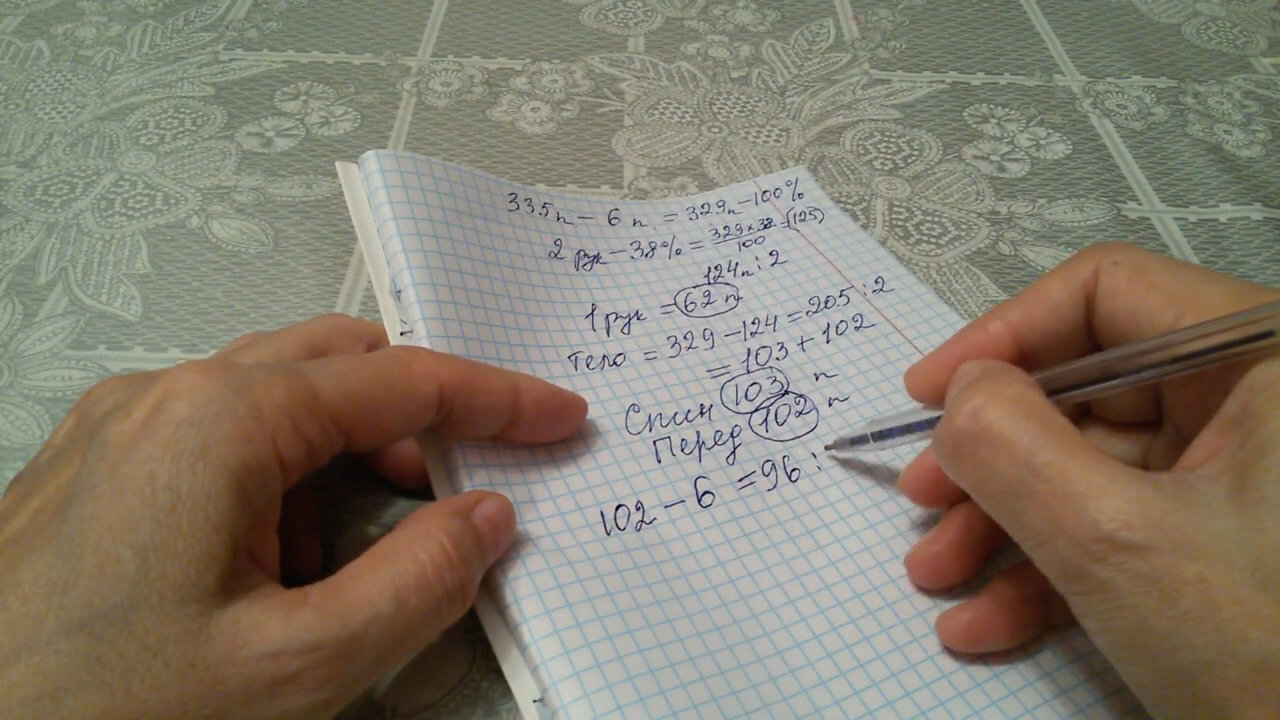 335п - 6 п. = 329п - 100%
2 рук - 38% = 329 × 38 / 100 = (125)
124п : 2
1 рук = 62 п
Тело = 329 - 124 = 205 : 2
= 103 + 102
Спин 103 п
Перед 102 п
102 - 6 = 96 :